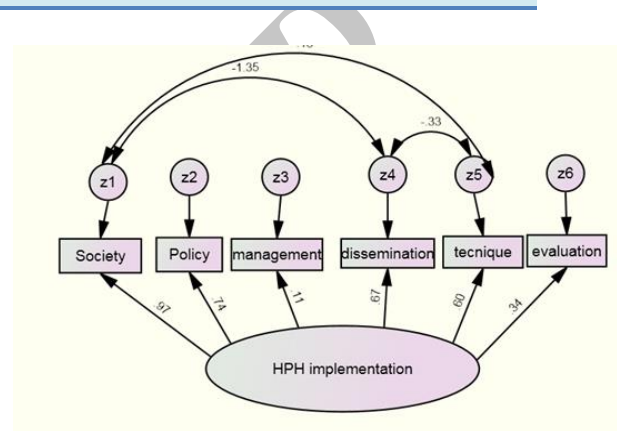 -1.35
-.33
z1 z2 z3 z4 z5 z6
Society Policy management dissemination tecnique evaluation
.97 .74 .11 .67 .60 .34
HPH implementation